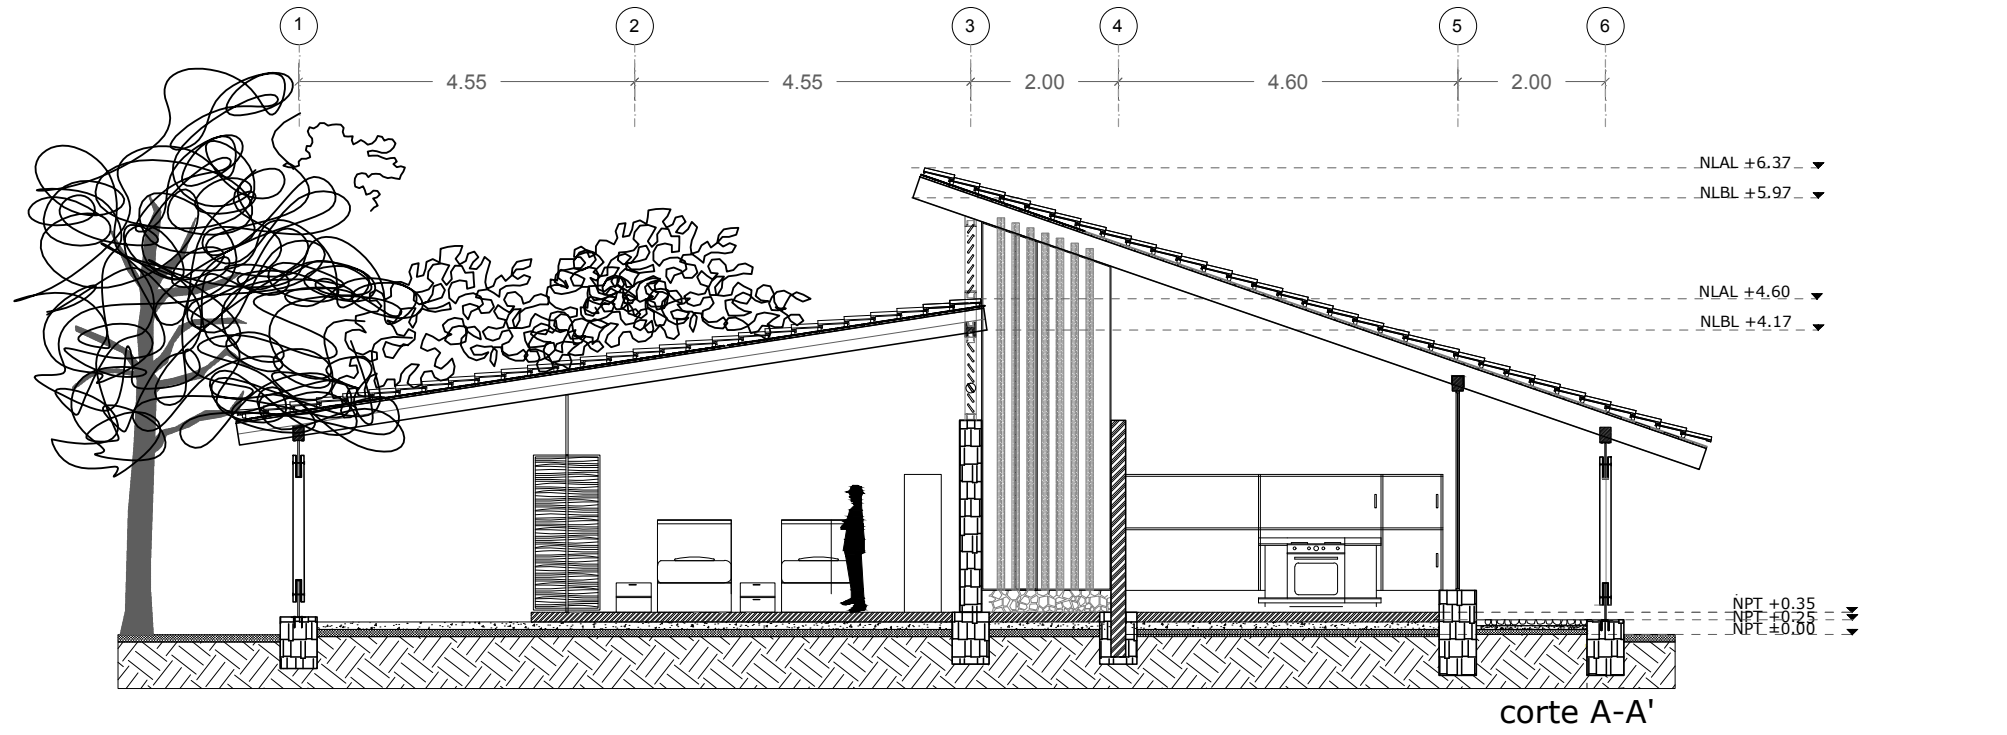 1 2 3 4 5 6
4.55 4.55 2.00 4.60 2.00
NLAL +6.37
NLBL +5.97
NLAL +4.60
NLBL +4.17
NPT +0.35
NPT +0.25
NPT ±0.00
corte A-A'